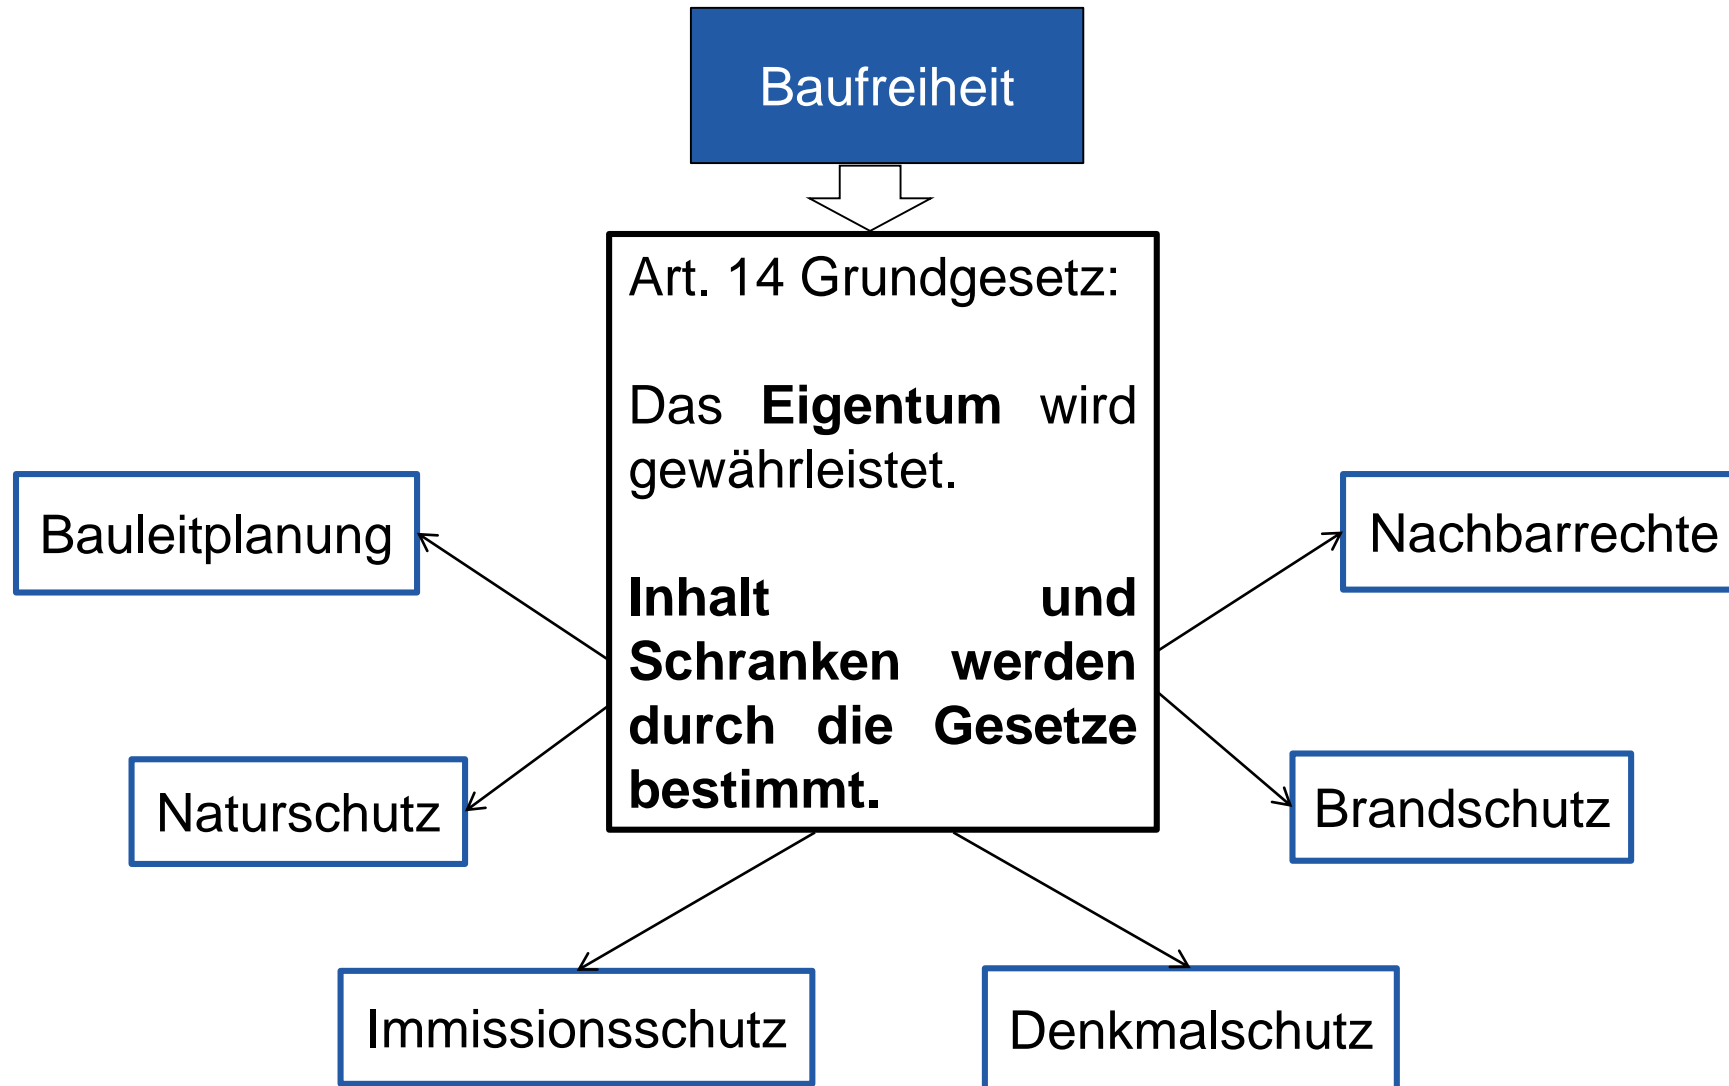 Baufreiheit
Art. 14 Grundgesetz:
Das Eigentum wird
gewährleistet.
Inhalt und
Schranken werden
durch die Gesetze
bestimmt.
Bauleitplanung
Nachbarrechte
Naturschutz
Brandschutz
Immissionsschutz
Denkmalschutz